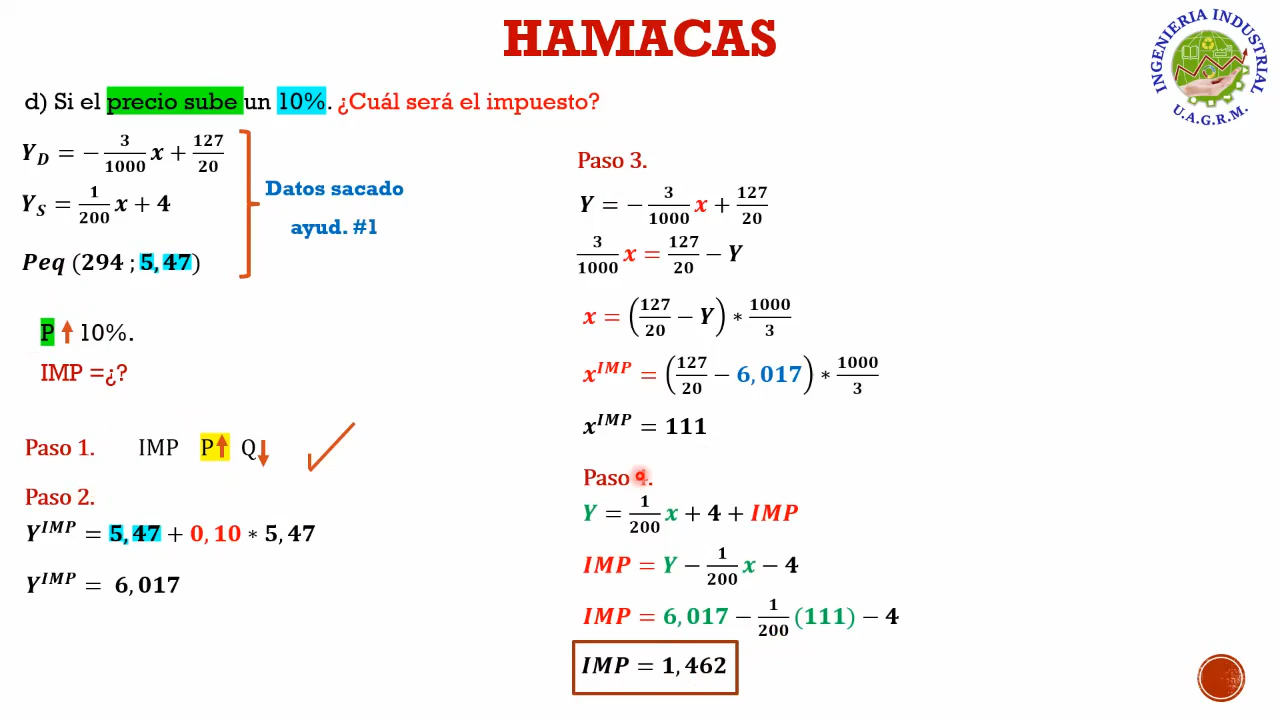 HAMACAS
INGENIERIA INDUSTRIAL
U.A.G.R.M.
d) Si el precio sube un 10%. ¿Cuál será el impuesto?
Y_D = −3/1000 x + 127/20
Y_S = 1/200 x + 4
Peq (294 ; 5,47)
Datos sacado
ayud. #1
P 10%.
IMP =¿?
Paso 1. IMP P Q
Paso 2.
Y^IMP = 5,47 + 0,10 * 5,47
Y^IMP = 6,017
Paso 3.
Y = −3/1000 x + 127/20
3/1000 x = 127/20 − Y
x = (127/20 − Y) * 1000/3
x^IMP = (127/20 − 6,017) * 1000/3
x^IMP = 111
Paso 4.
Y = 1/200 x + 4 + IMP
IMP = Y − 1/200 x − 4
IMP = 6,017 − 1/200 (111) − 4
IMP = 1,462